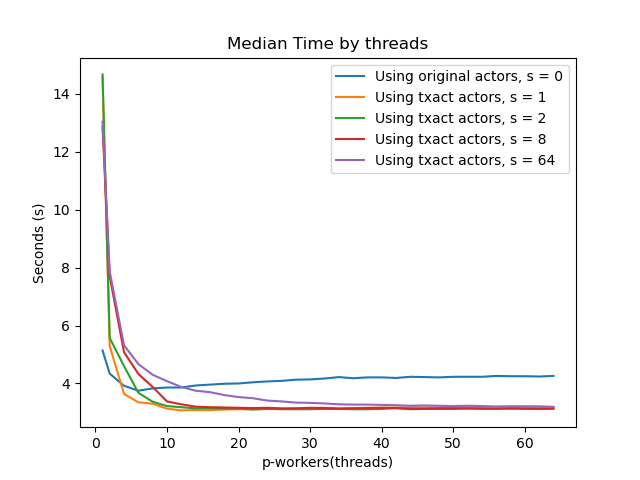 Median Time by threads
Using original actors, s = 0
Using txact actors, s = 1
Using txact actors, s = 2
Using txact actors, s = 8
Using txact actors, s = 64
Seconds (s)
14
12
10
8
6
4
0 10 20 30 40 50 60
p-workers(threads)